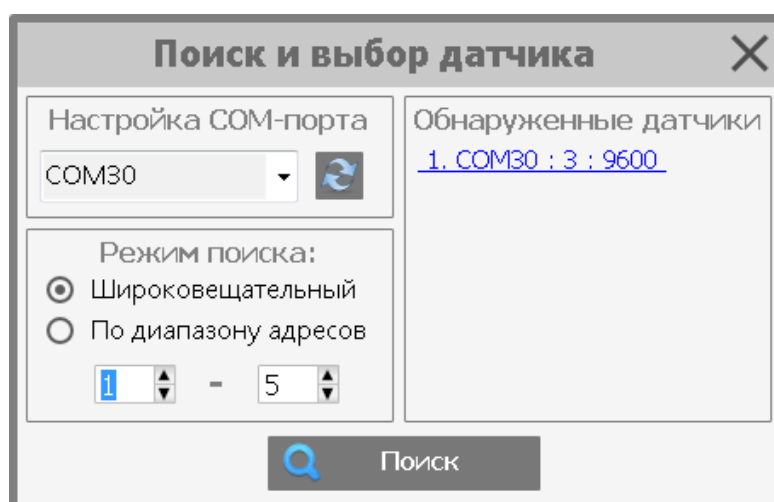 Поиск и выбор датчика
Настройка COM-порта
COM30
Режим поиска:
Широковещательный
По диапазону адресов
1 - 5
Обнаруженные датчики
1. COM30 : 3 : 9600
Поиск